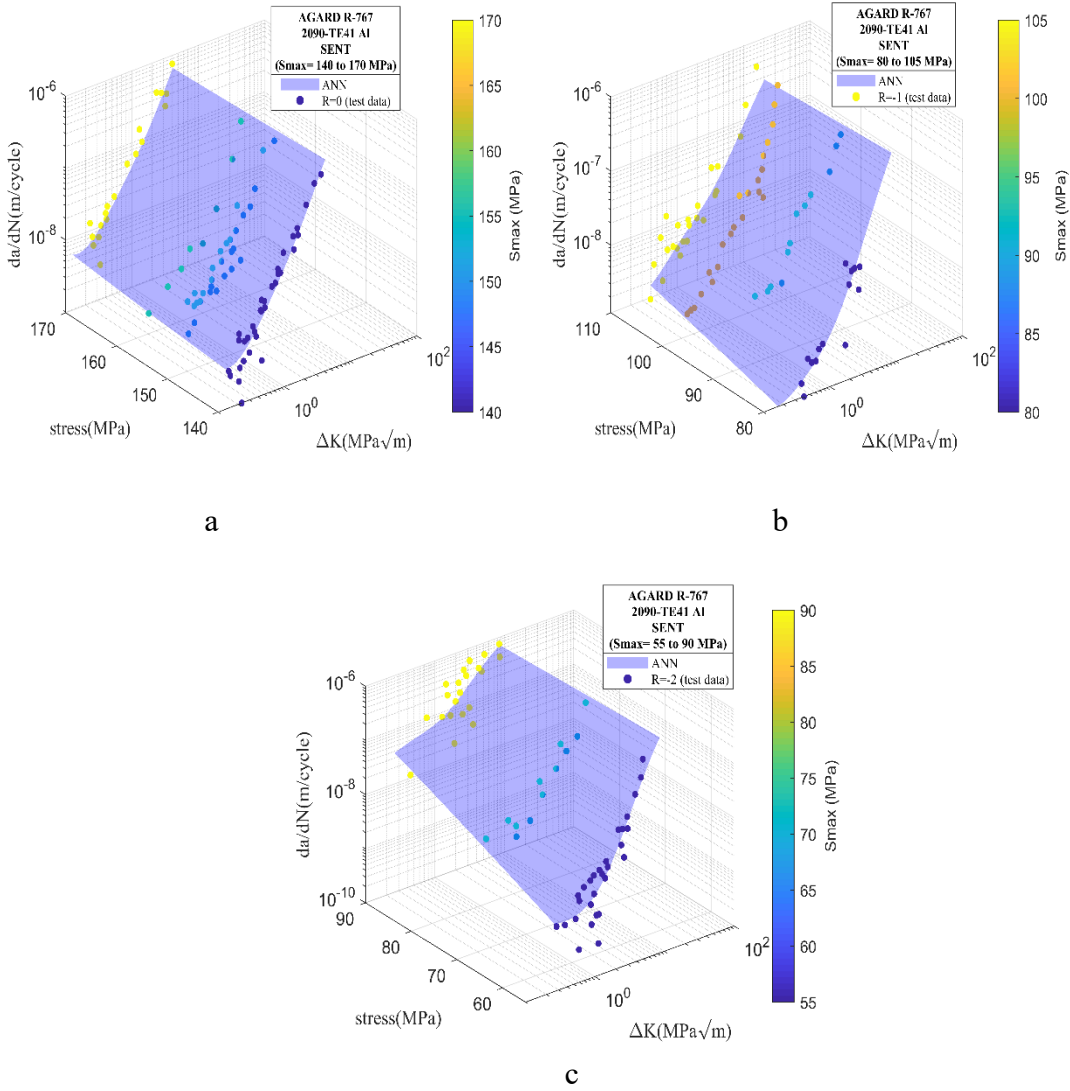 AGARD R-767
2090-TE41 Al
SENT
(Smax= 140 to 170 MPa)
ANN
R=0 (test data)
10^-6
10^-8
da/dN(m/cycle)
170
160
150
140
stress(MPa)
10^0
10^2
ΔK(MPa√m)
170
165
160
155
150
145
140
Smax (MPa)
a
AGARD R-767
2090-TE41 Al
SENT
(Smax= 80 to 105 MPa)
ANN
R=-1 (test data)
10^-6
10^-7
10^-8
da/dN(m/cycle)
110
100
90
80
stress(MPa)
10^0
10^2
ΔK(MPa√m)
105
100
95
90
85
80
Smax (MPa)
b
AGARD R-767
2090-TE41 Al
SENT
(Smax= 55 to 90 MPa)
ANN
R=-2 (test data)
10^-6
10^-8
10^-10
da/dN(m/cycle)
90
80
70
60
stress(MPa)
10^0
10^2
ΔK(MPa√m)
90
85
80
75
70
65
60
55
Smax (MPa)
c